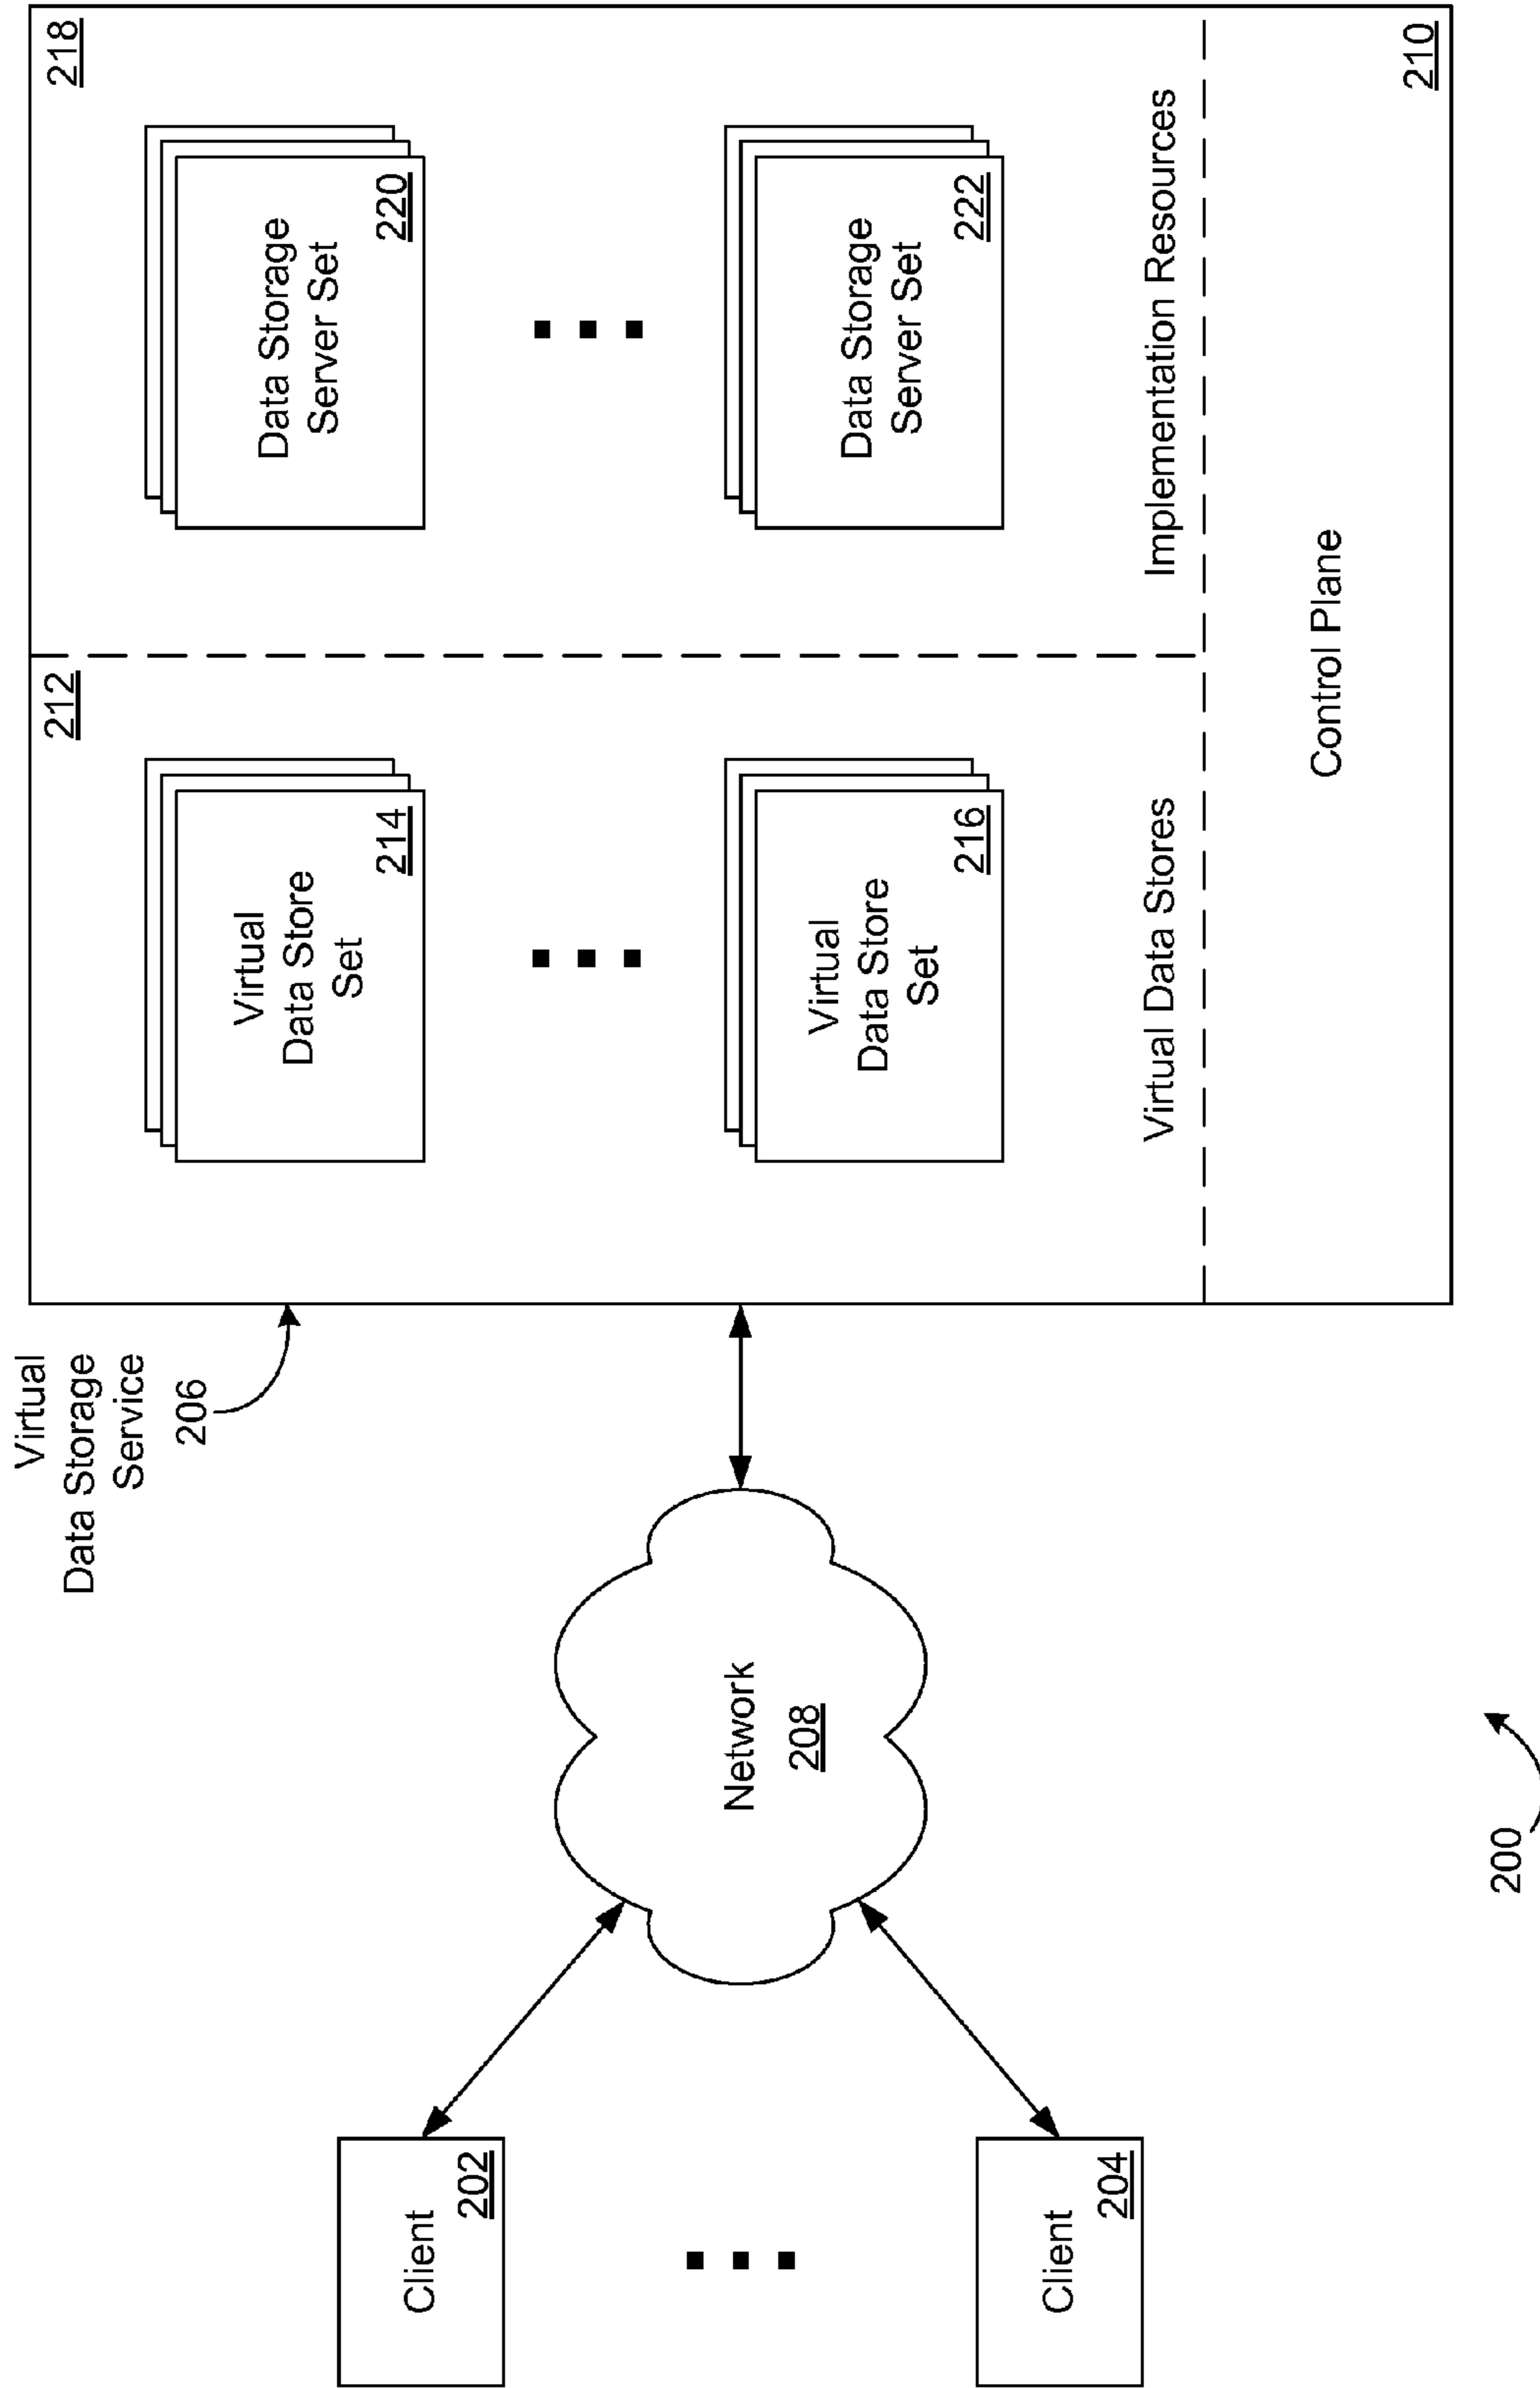 Virtual
Data Storage
Service
206
212
218
Virtual
Data Store
Set
214
Data Storage
Server Set
220
Client
202
Network
208
Virtual
Data Store
Set
216
Data Storage
Server Set
222
Client
204
Virtual Data Stores
Implementation Resources
Control Plane
210
200